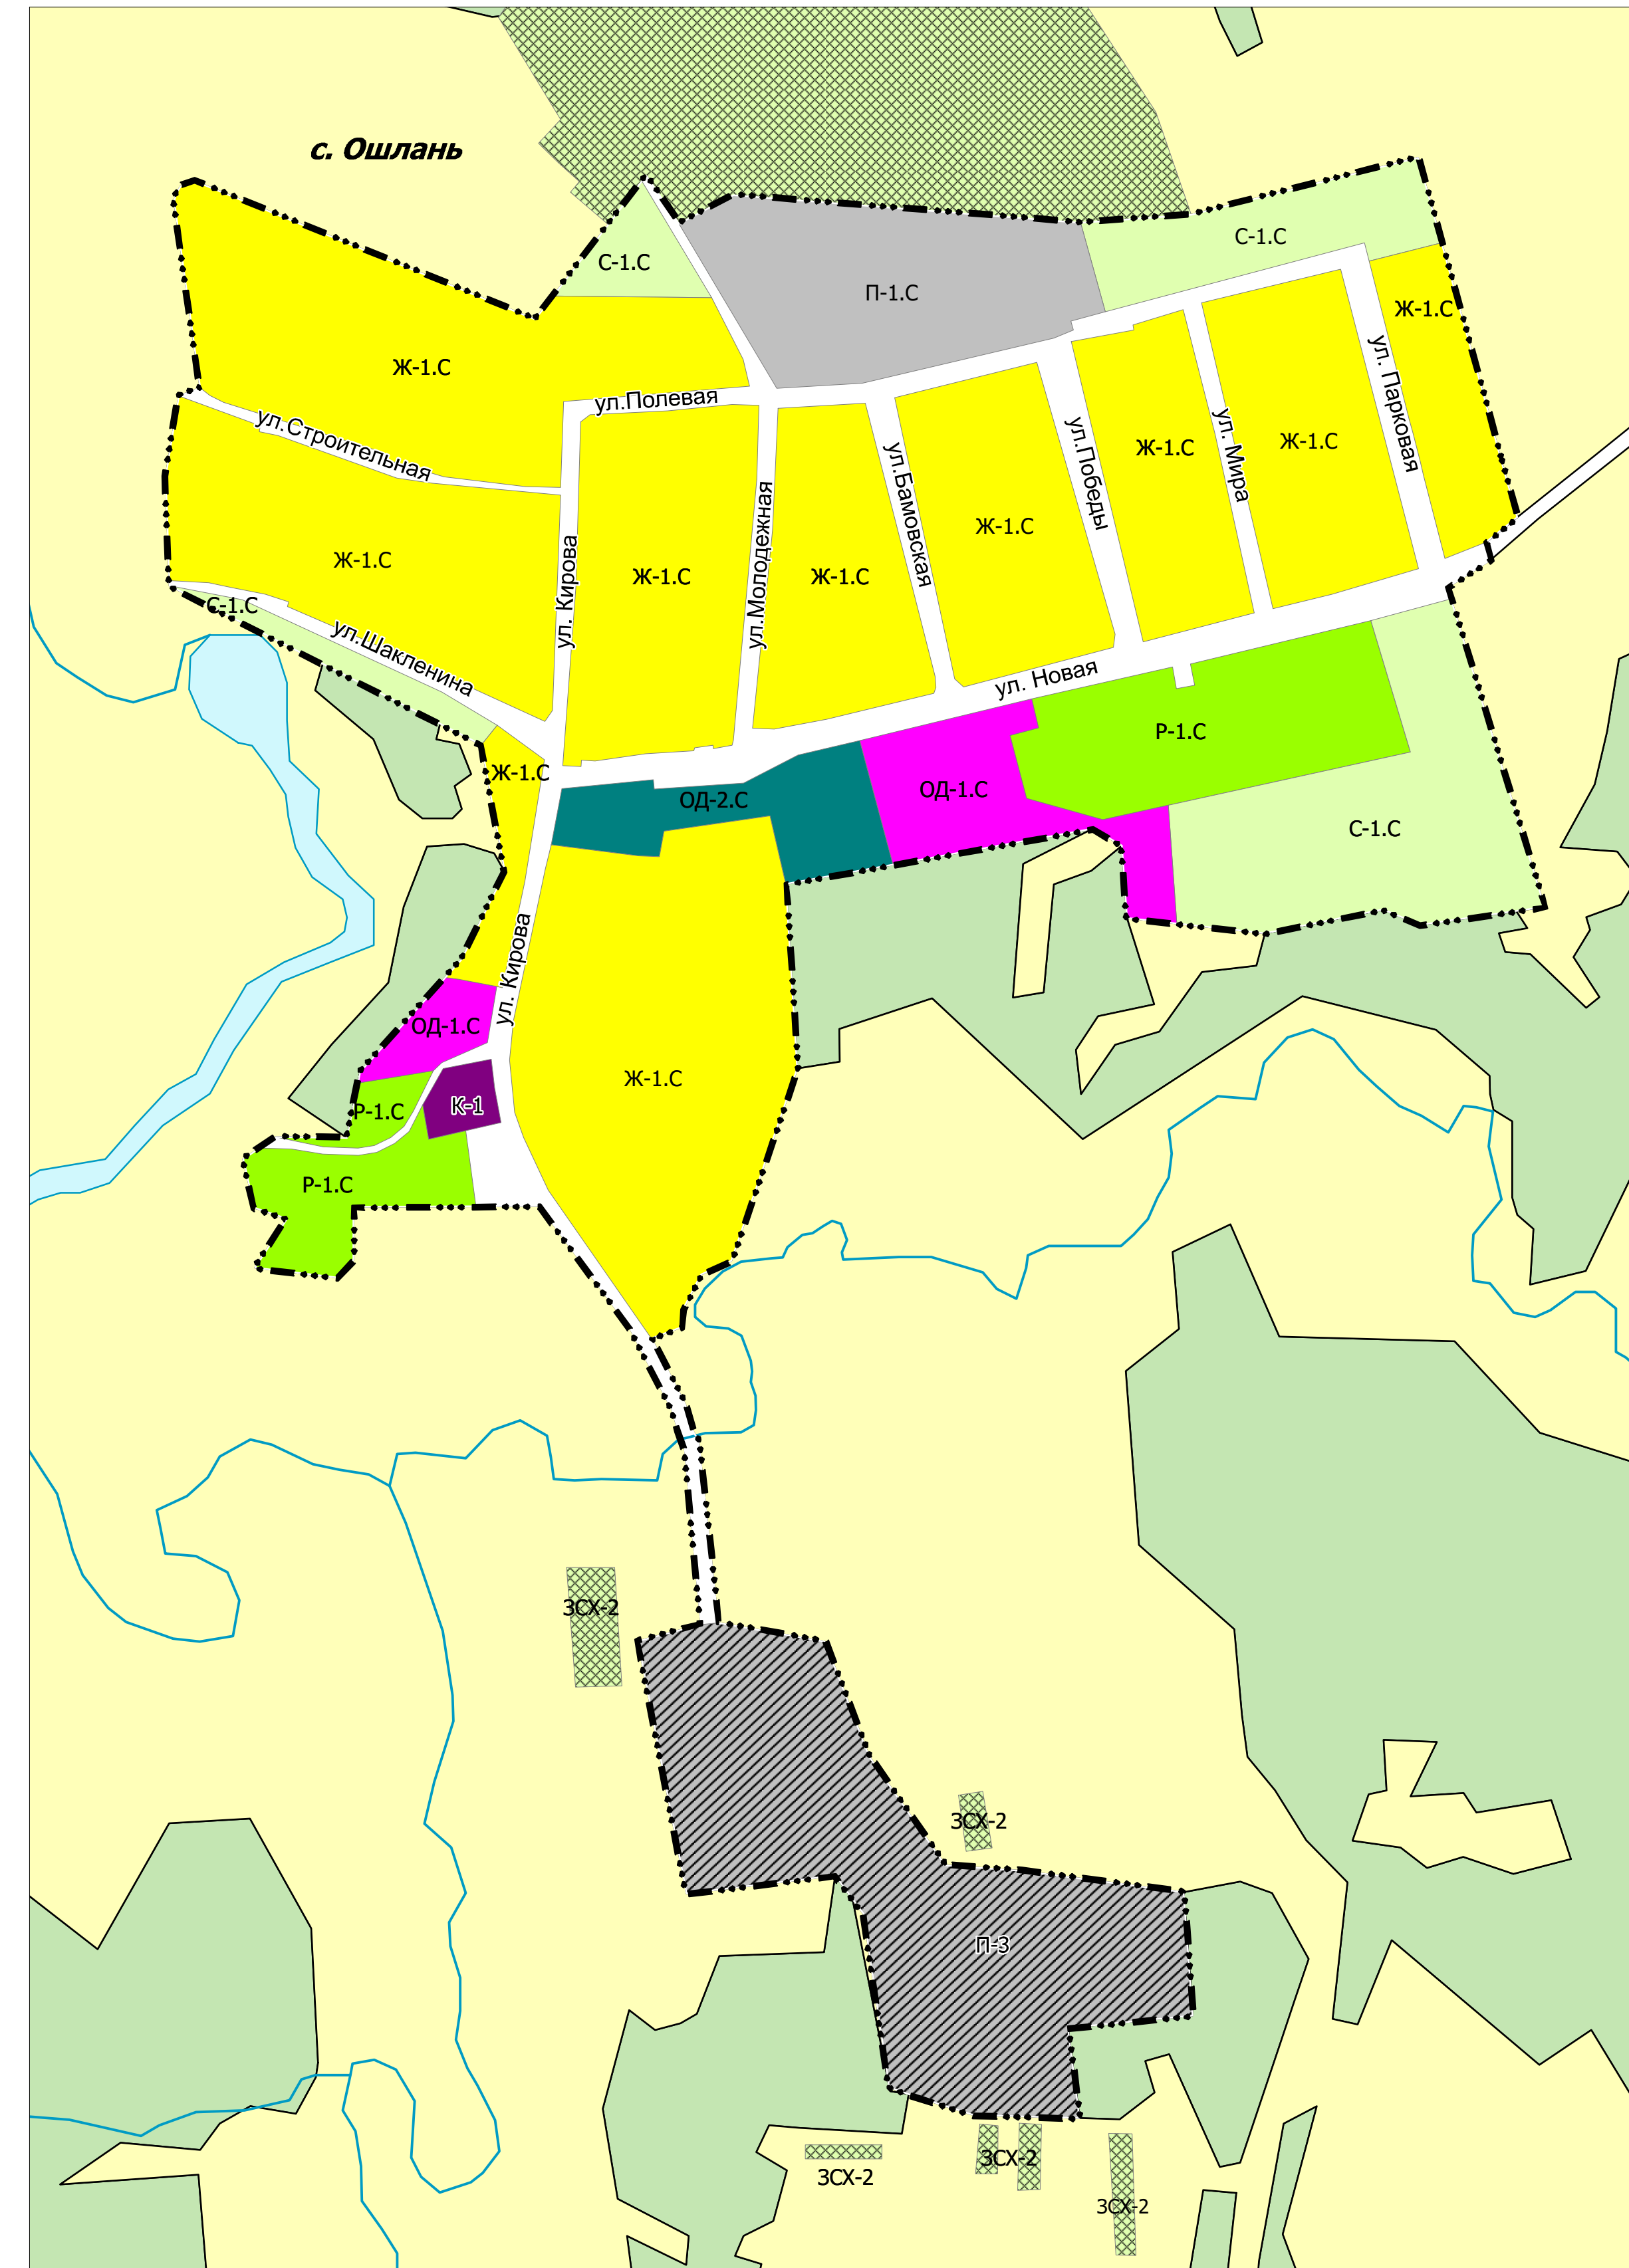 с. Ошлань
С-1.С
С-1.С
П-1.С
Ж-1.С
Ж-1.С
ул.Полевая
ул.Строительная
ул. Парковая
ул. Мира
ул.Победы
Ж-1.С
Ж-1.С
ул.Бамовская
ул.Молодежная
ул. Кирова
Ж-1.С
Ж-1.С
Ж-1.С
Ж-1.С
С-1.С
ул.Шакленина
ул. Новая
Р-1.С
Ж-1.С
ОД-2.С
ОД-1.С
С-1.С
ул. Кирова
ОД-1.С
Ж-1.С
Р-1.С
К-1
Р-1.С
ЗСХ-2
ЗСХ-2
П-3
ЗСХ-2
ЗСХ-2
ЗСХ-2